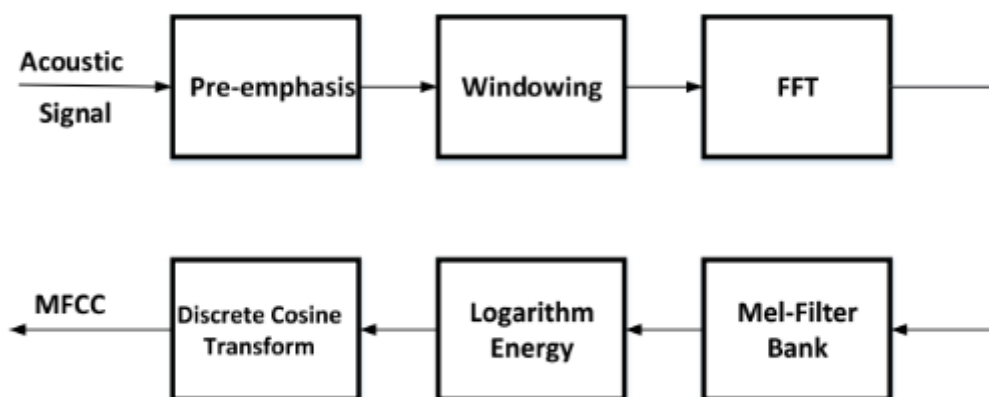 Acoustic
Signal
Pre-emphasis
Windowing
FFT
MFCC
Discrete Cosine
Transform
Logarithm
Energy
Mel-Filter
Bank